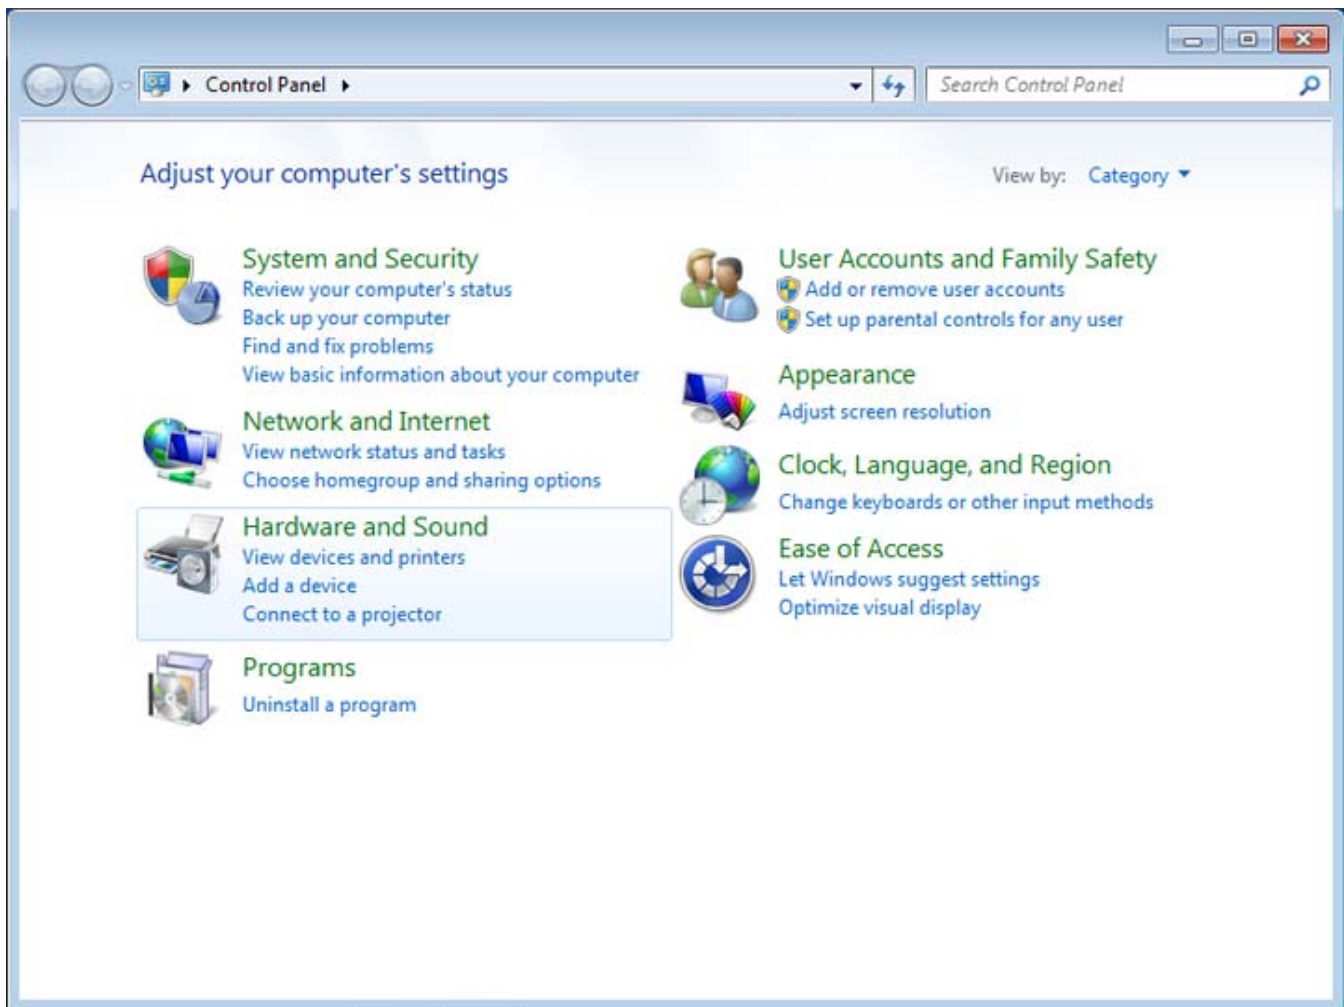 Control Panel
Search Control Panel
Adjust your computer's settings
View by: Category
System and Security
Review your computer's status
Back up your computer
Find and fix problems
View basic information about your computer
Network and Internet
View network status and tasks
Choose homegroup and sharing options
Hardware and Sound
View devices and printers
Add a device
Connect to a projector
Programs
Uninstall a program
User Accounts and Family Safety
Add or remove user accounts
Set up parental controls for any user
Appearance
Adjust screen resolution
Clock, Language, and Region
Change keyboards or other input methods
Ease of Access
Let Windows suggest settings
Optimize visual display